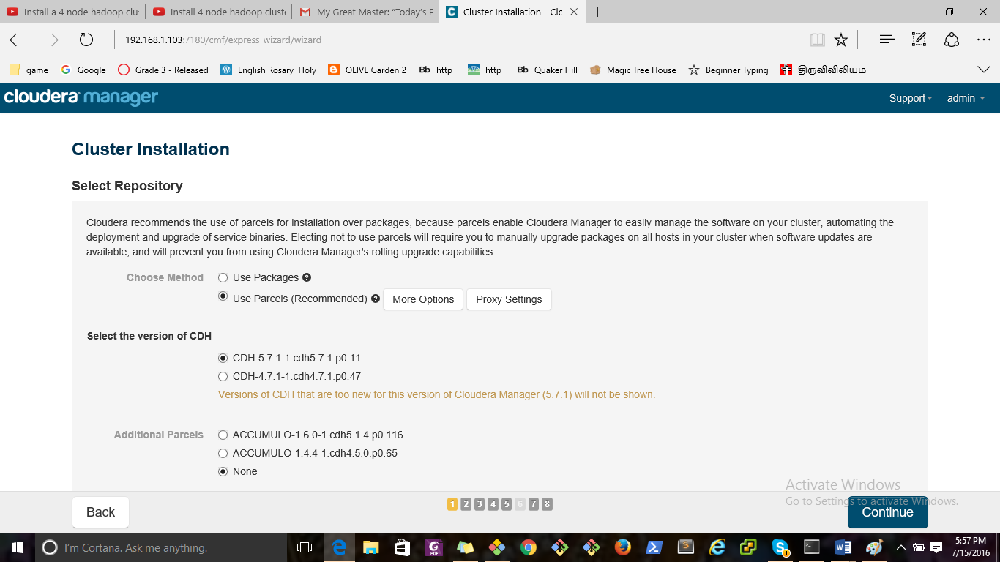 Install a 4 node hadoop clus
Install 4 node hadoop cluste
My Great Master: “Today's F
Cluster Installation - Clo
192.168.1.103:7180/cmf/express-wizard/wizard
game
Google
Grade 3 - Released
English Rosary Holy
OLIVE Garden 2
Bb http
http
Bb Quaker Hill
Magic Tree House
Beginner Typing
திருவிவிலியம்
cloudera manager
Support
admin
Cluster Installation
Select Repository
Cloudera recommends the use of parcels for installation over packages, because parcels enable Cloudera Manager to easily manage the software on your cluster, automating the
deployment and upgrade of service binaries. Electing not to use parcels will require you to manually upgrade packages on all hosts in your cluster when software updates are
available, and will prevent you from using Cloudera Manager's rolling upgrade capabilities.
Choose Method
Use Packages
Use Parcels (Recommended)
More Options
Proxy Settings
Select the version of CDH
CDH-5.7.1-1.cdh5.7.1.p0.11
CDH-4.7.1-1.cdh4.7.1.p0.47
Versions of CDH that are too new for this version of Cloudera Manager (5.7.1) will not be shown.
Additional Parcels
ACCUMULO-1.6.0-1.cdh5.1.4.p0.116
ACCUMULO-1.4.4-1.cdh4.5.0.p0.65
None
Activate Windows
Go to Settings to activate Windows.
Back
1 2 3 4 5 6 7 8
Continue
I'm Cortana. Ask me anything.
5:57 PM
7/15/2016